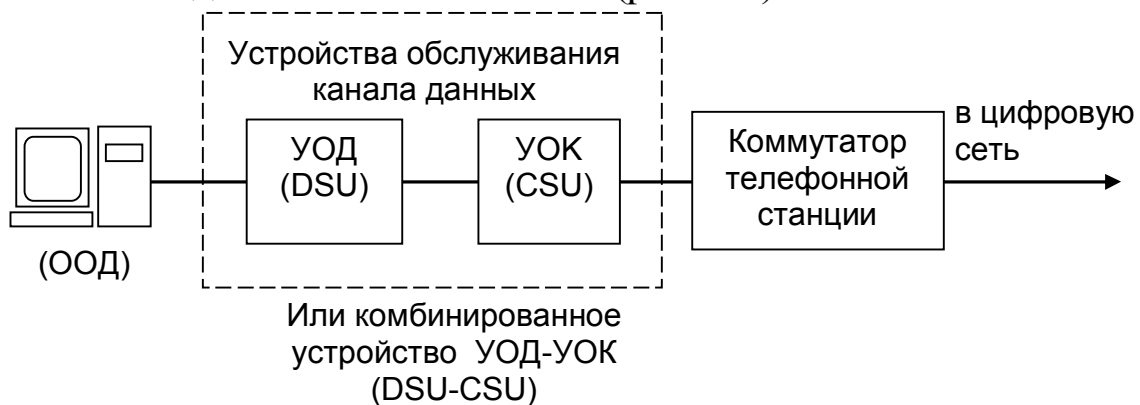 Устройства обслуживания
канала данных
УОД
(DSU)
УОК
(CSU)
Коммутатор
телефонной
станции
в цифровую
сеть
(ООД)
Или комбинированное
устройство УОД-УОК
(DSU-CSU)